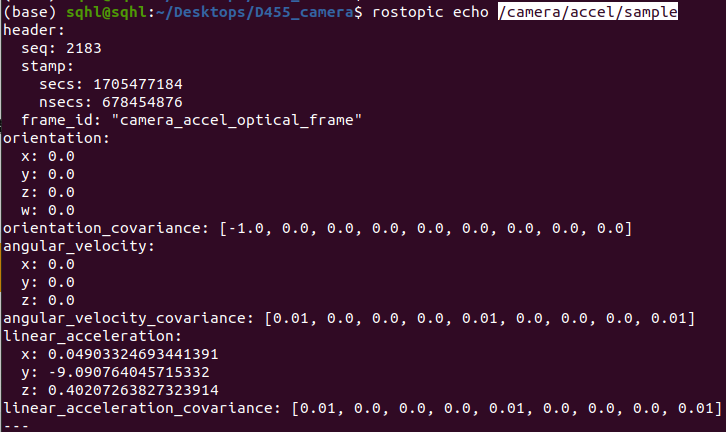 (base) sqhl@sqhl:~/Desktops/D455_camera$ rostopic echo /camera/accel/sample
header:
  seq: 2183
  stamp:
    secs: 1705477184
    nsecs: 678454876
  frame_id: "camera_accel_optical_frame"
orientation:
  x: 0.0
  y: 0.0
  z: 0.0
  w: 0.0
orientation_covariance: [-1.0, 0.0, 0.0, 0.0, 0.0, 0.0, 0.0, 0.0, 0.0]
angular_velocity:
  x: 0.0
  y: 0.0
  z: 0.0
angular_velocity_covariance: [0.01, 0.0, 0.0, 0.0, 0.01, 0.0, 0.0, 0.0, 0.01]
linear_acceleration:
  x: 0.04903324693441391
  y: -9.090764045715332
  z: 0.40207263827323914
linear_acceleration_covariance: [0.01, 0.0, 0.0, 0.0, 0.01, 0.0, 0.0, 0.0, 0.01]
---